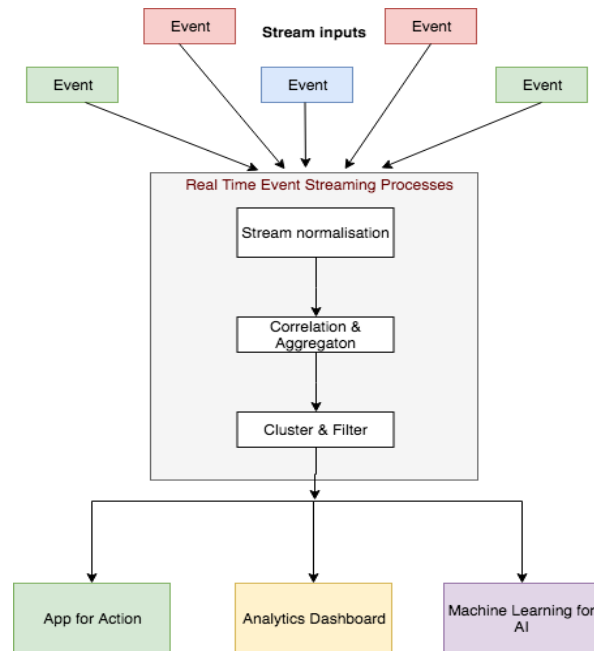 Event
Stream inputs
Event
Event
Event
Event
Real Time Event Streaming Processes
Stream normalisation
Correlation &
Aggregaton
Cluster & Filter
App for Action
Analytics Dashboard
Machine Learning for
AI